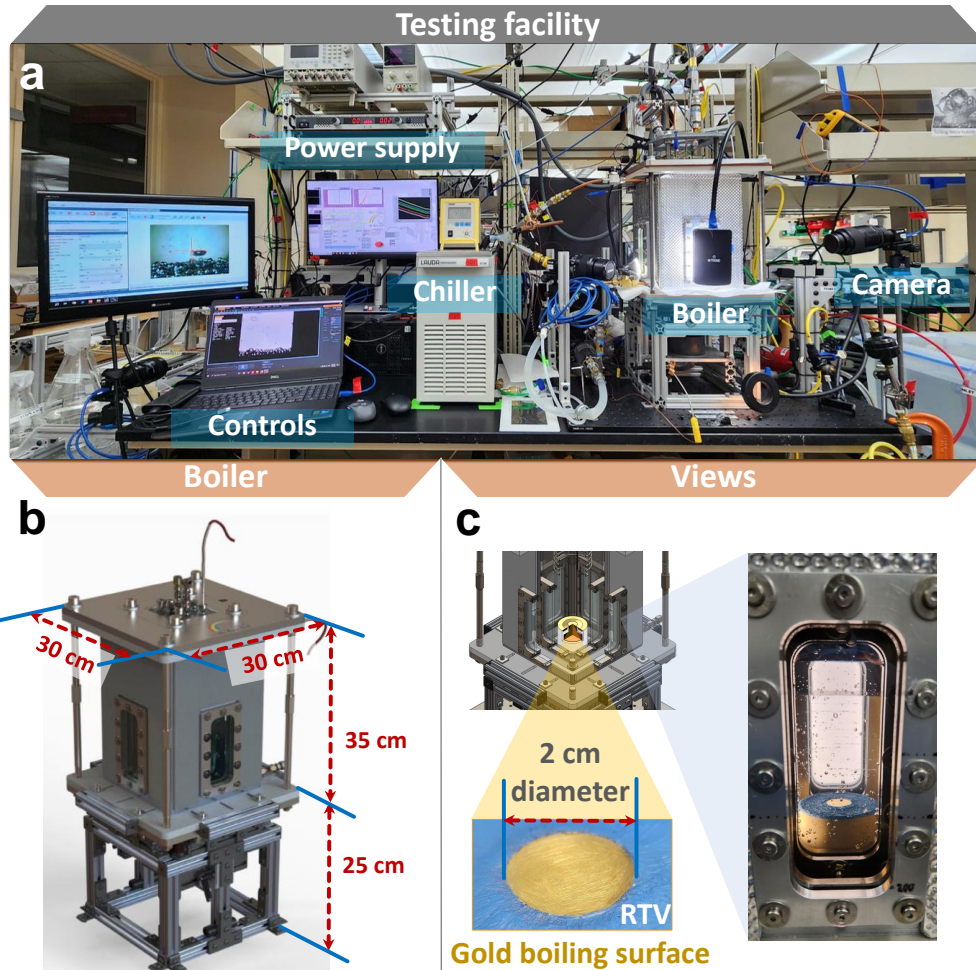 Testing facility
a
Power supply
LAUDA
Chiller
Boiler
Camera
DELL
Controls
Boiler
Views
b
c
30 cm
30 cm
35 cm
25 cm
2 cm
diameter
RTV
Gold boiling surface